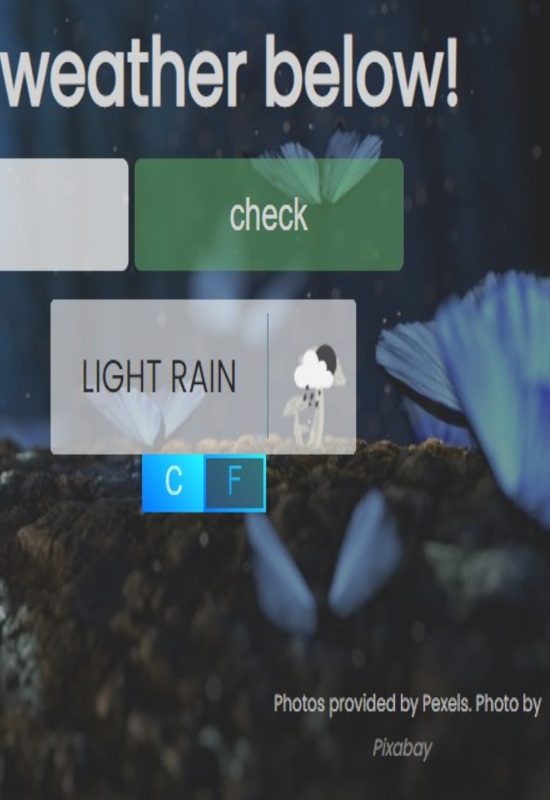 weather below!
check
LIGHT RAIN
C F
Photos provided by Pexels. Photo by
Pixabay